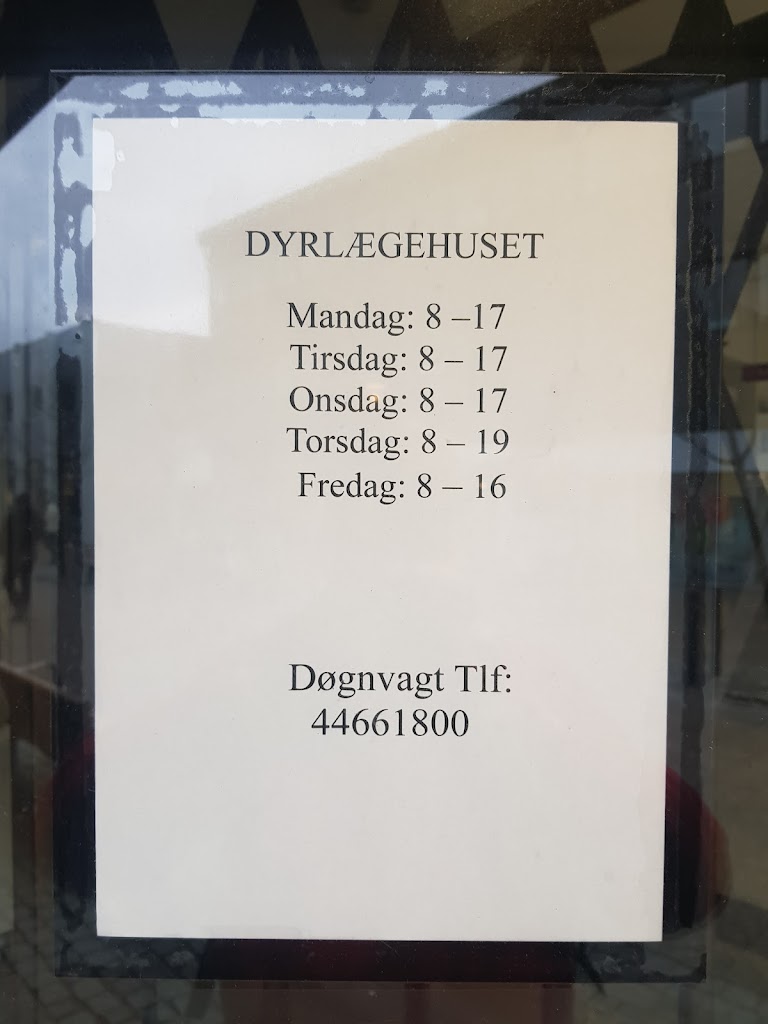 DYRLÆGEHUSET
Mandag: 8 –17
Tirsdag: 8 – 17
Onsdag: 8 – 17
Torsdag: 8 – 19
Fredag: 8 – 16
Døgnvagt Tlf:
44661800